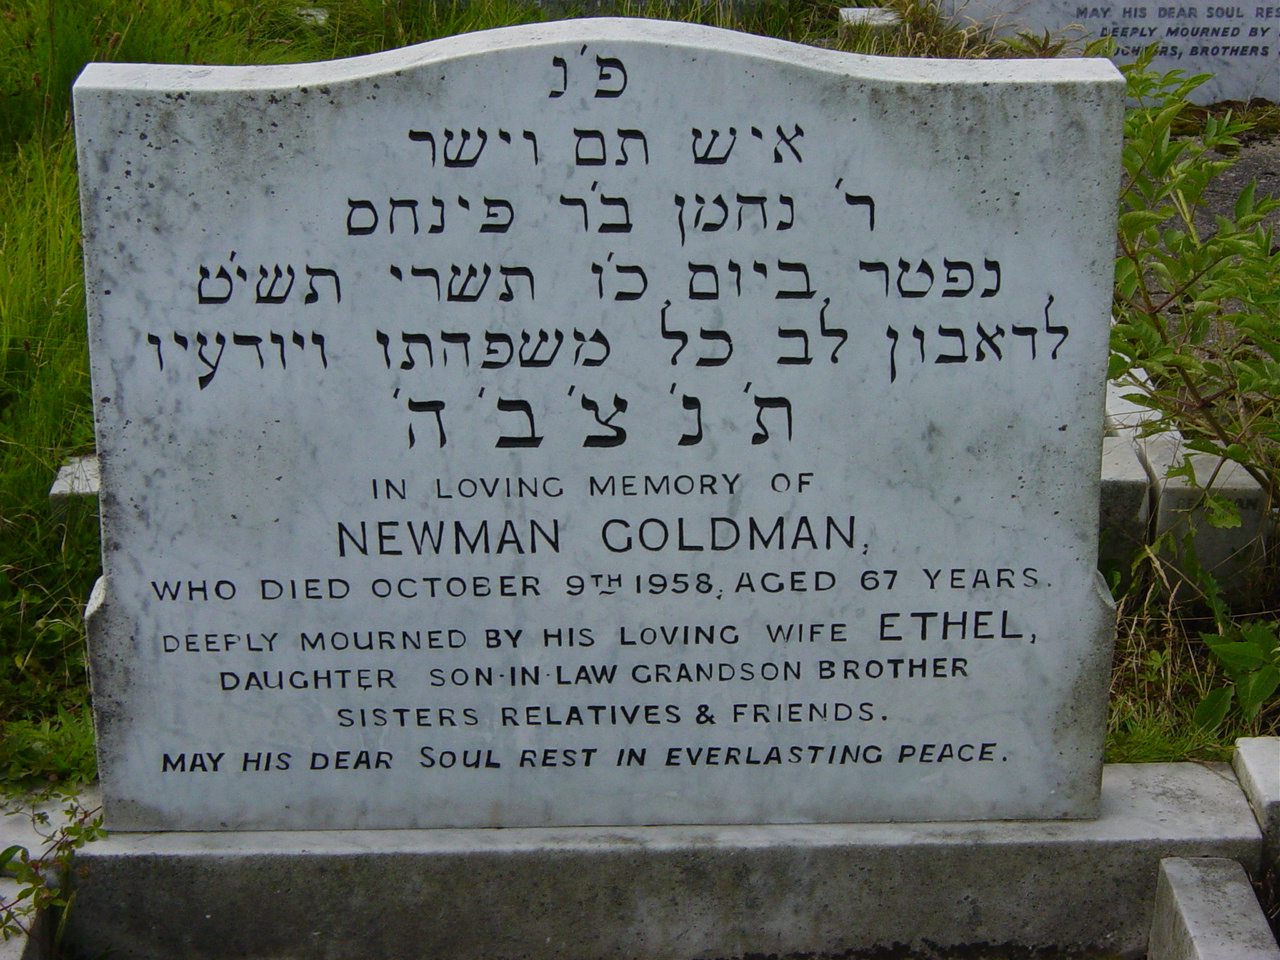 פ'נ
איש תם וישר
ר' נחמן ב'ר פינחס
נפטר ביום כ'ו תשרי תשי'ט
לדאבון לב כל משפהתו ויודעיו
ת'נ'צ'ב'ה'
IN LOVING MEMORY OF
NEWMAN GOLDMAN,
WHO DIED OCTOBER 9TH 1958, AGED 67 YEARS.
DEEPLY MOURNED BY HIS LOVING WIFE ETHEL,
DAUGHTER SON-IN-LAW GRANDSON BROTHER
SISTERS RELATIVES & FRIENDS.
MAY HIS DEAR SOUL REST IN EVERLASTING PEACE.
MAY HIS DEAR SOUL
DEEPLY MOURNED BY
BROTHERS